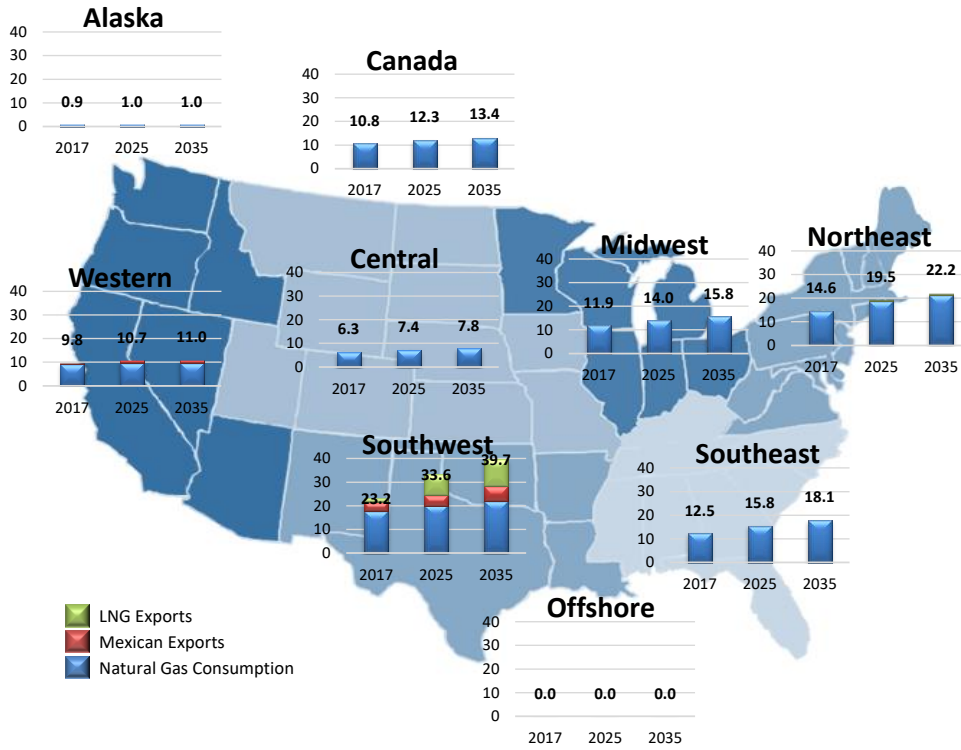 Alaska
40
30
20
10
0
0.9 1.0 1.0
2017 2025 2035
Canada
40
30
20
10
0
10.8 12.3 13.4
2017 2025 2035
Western
40
30
20
10
0
9.8 10.7 11.0
2017 2025 2035
Central
40
30
20
10
0
6.3 7.4 7.8
2017 2025 2035
Midwest
40
30
20
10
0
11.9 14.0 15.8
2017 2025 2035
Northeast
40
30
20
10
0
14.6 19.5 22.2
2017 2025 2035
Southwest
40
30
20
10
0
23.2 33.6 39.7
2017 2025 2035
Southeast
40
30
20
10
0
12.5 15.8 18.1
2017 2025 2035
LNG Exports
Mexican Exports
Natural Gas Consumption
Offshore
40
30
20
10
0
0.0 0.0 0.0
2017 2025 2035